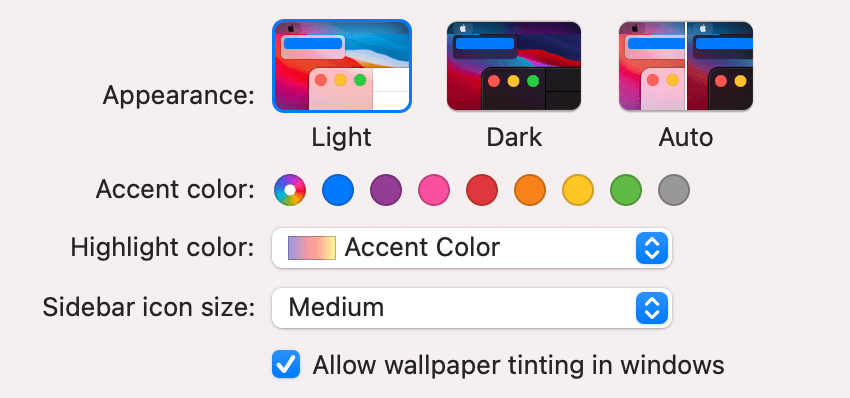 Appearance:
Light Dark Auto
Accent color:
Highlight color: Accent Color
Sidebar icon size: Medium
Allow wallpaper tinting in windows